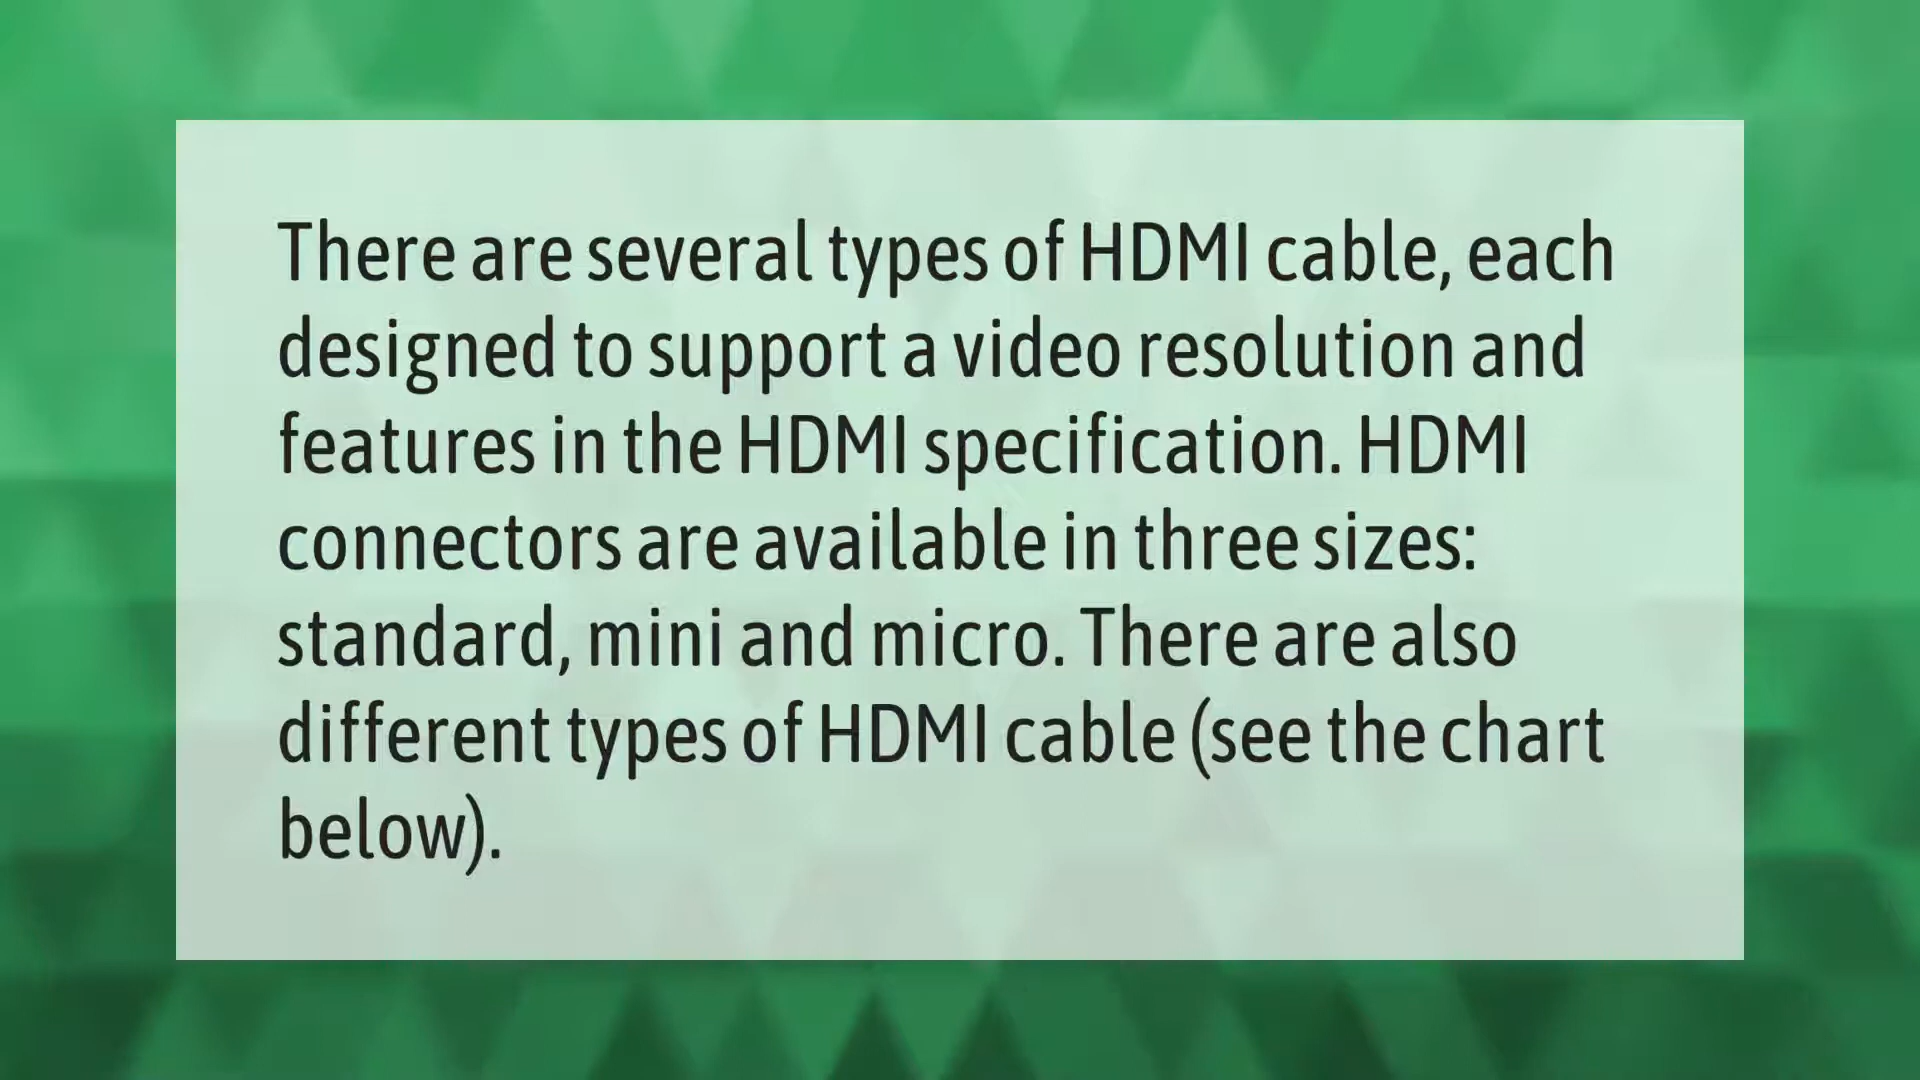 There are several types of HDMI cable, each
designed to support a video resolution and
features in the HDMI specification. HDMI
connectors are available in three sizes:
standard, mini and micro. There are also
different types of HDMI cable (see the chart
below).